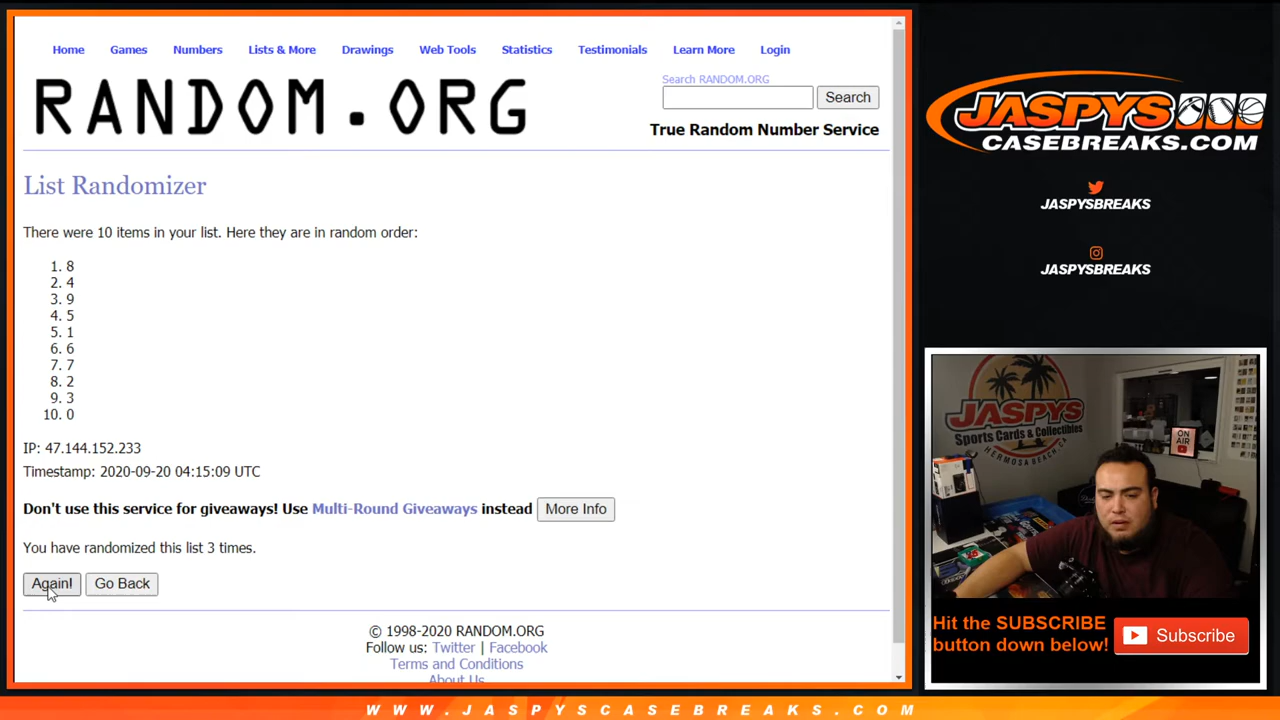 Home Games Numbers Lists & More Drawings Web Tools Statistics Testimonials Learn More Login
RANDOM.ORG
Search RANDOM.ORG
Search
True Random Number Service
List Randomizer
There were 10 items in your list. Here they are in random order:
1. 8
2. 4
3. 9
4. 5
5. 1
6. 6
7. 7
8. 2
9. 3
10. 0
IP: 47.144.152.233
Timestamp: 2020-09-20 04:15:09 UTC
Don't use this service for giveaways! Use Multi-Round Giveaways instead More Info
You have randomized this list 3 times.
Again! Go Back
© 1998-2020 RANDOM.ORG
Follow us: Twitter | Facebook
Terms and Conditions
About Us
JASPYS
CASEBREAKS.COM
JASPYSBREAKS
JASPYSBREAKS
JASPYS
Sports Cards & Collectibles
HERMOSA BEACH, CA
ON AIR
Hit the SUBSCRIBE
button down below!
Subscribe
WWW.JASPYSCASEBREAKS.COM